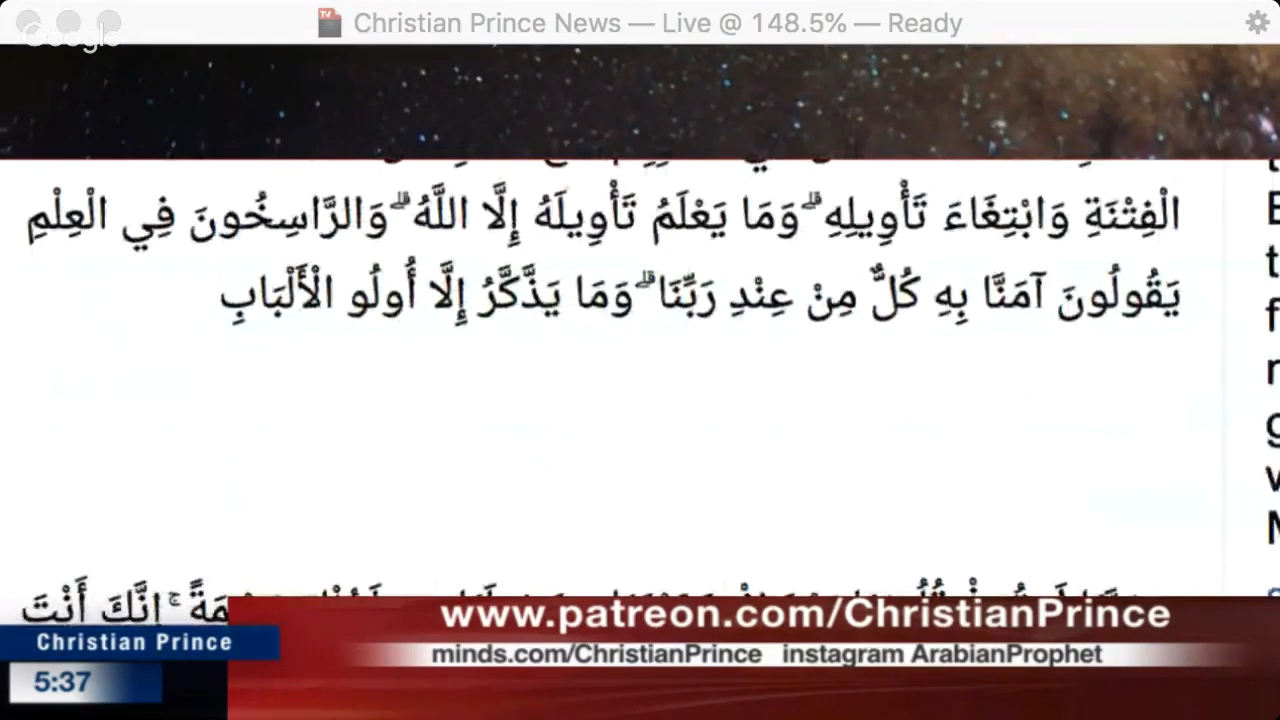 Christian Prince News — Live @ 148.5% — Ready
Google
الْفِتْنَةِ وَابْتِغَاءَ تَأْوِيلِهِ ۗ وَمَا يَعْلَمُ تَأْوِيلَهُ إِلَّا اللَّهُ ۗ وَالرَّاسِخُونَ فِي الْعِلْمِ
يَقُولُونَ آمَنَّا بِهِ كُلٌّ مِنْ عِنْدِ رَبِّنَا ۗ وَمَا يَذَّكَّرُ إِلَّا أُولُو الْأَلْبَابِ
إِنَّكَ أَنْتَ
www.patreon.com/ChristianPrince
Christian Prince
minds.com/ChristianPrince instagram ArabianProphet
5:37